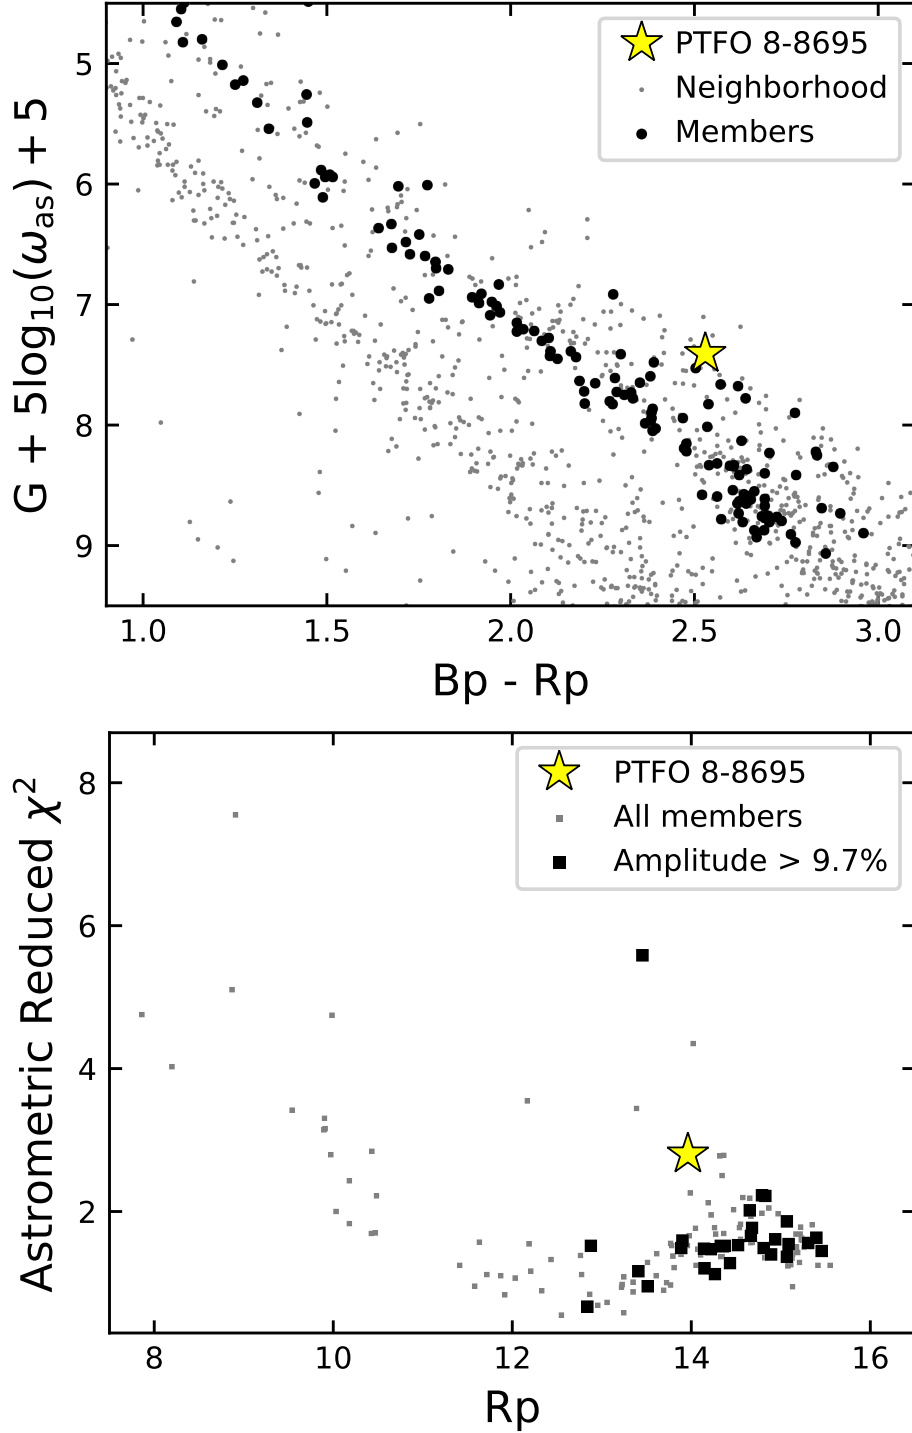 G + 5log₁₀(ωas) + 5
5
6
7
8
9
PTFO 8-8695
Neighborhood
Members
1.0 1.5 2.0 2.5 3.0
Bp - Rp
Astrometric Reduced χ²
8
6
4
2
PTFO 8-8695
All members
Amplitude > 9.7%
8 10 12 14 16
Rp